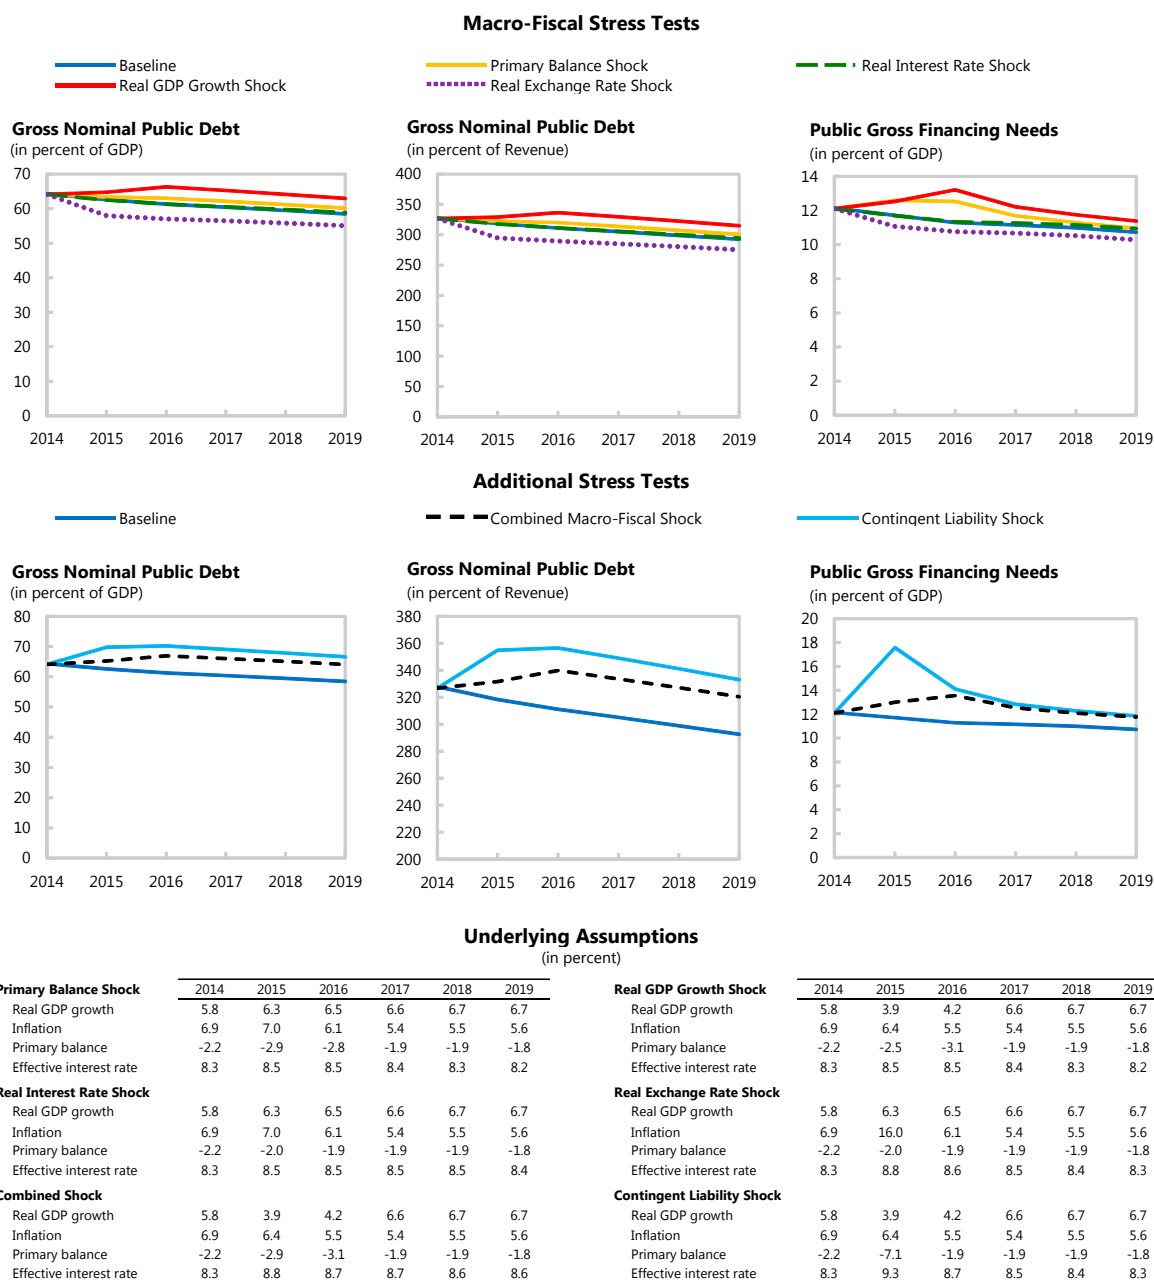 Macro-Fiscal Stress Tests
Baseline
Primary Balance Shock
Real Interest Rate Shock
Real GDP Growth Shock
Real Exchange Rate Shock
Gross Nominal Public Debt
(in percent of GDP)
70
60
50
40
30
20
10
0
2014 2015 2016 2017 2018 2019
Gross Nominal Public Debt
(in percent of Revenue)
400
350
300
250
200
150
100
50
0
2014 2015 2016 2017 2018 2019
Public Gross Financing Needs
(in percent of GDP)
14
12
10
8
6
4
2
0
2014 2015 2016 2017 2018 2019
Additional Stress Tests
Baseline
Combined Macro-Fiscal Shock
Contingent Liability Shock
Gross Nominal Public Debt
(in percent of GDP)
80
70
60
50
40
30
20
10
0
2014 2015 2016 2017 2018 2019
Gross Nominal Public Debt
(in percent of Revenue)
380
360
340
320
300
280
260
240
220
200
2014 2015 2016 2017 2018 2019
Public Gross Financing Needs
(in percent of GDP)
20
18
16
14
12
10
8
6
4
2
0
2014 2015 2016 2017 2018 2019
Underlying Assumptions
(in percent)
Primary Balance Shock 2014 2015 2016 2017 2018 2019
Real GDP growth 5.8 6.3 6.5 6.6 6.7 6.7
Inflation 6.9 7.0 6.1 5.4 5.5 5.6
Primary balance -2.2 -2.9 -2.8 -1.9 -1.9 -1.8
Effective interest rate 8.3 8.5 8.5 8.4 8.3 8.2
Real Interest Rate Shock
Real GDP growth 5.8 6.3 6.5 6.6 6.7 6.7
Inflation 6.9 7.0 6.1 5.4 5.5 5.6
Primary balance -2.2 -2.0 -1.9 -1.9 -1.9 -1.8
Effective interest rate 8.3 8.5 8.5 8.5 8.5 8.4
Combined Shock
Real GDP growth 5.8 3.9 4.2 6.6 6.7 6.7
Inflation 6.9 6.4 5.5 5.4 5.5 5.6
Primary balance -2.2 -2.9 -3.1 -1.9 -1.9 -1.8
Effective interest rate 8.3 8.8 8.7 8.7 8.6 8.6
Real GDP Growth Shock 2014 2015 2016 2017 2018 2019
Real GDP growth 5.8 3.9 4.2 6.6 6.7 6.7
Inflation 6.9 6.4 5.5 5.4 5.5 5.6
Primary balance -2.2 -2.5 -3.1 -1.9 -1.9 -1.8
Effective interest rate 8.3 8.5 8.5 8.4 8.3 8.2
Real Exchange Rate Shock
Real GDP growth 5.8 6.3 6.5 6.6 6.7 6.7
Inflation 6.9 16.0 6.1 5.4 5.5 5.6
Primary balance -2.2 -2.0 -1.9 -1.9 -1.9 -1.8
Effective interest rate 8.3 8.8 8.6 8.5 8.4 8.3
Contingent Liability Shock
Real GDP growth 5.8 3.9 4.2 6.6 6.7 6.7
Inflation 6.9 6.4 5.5 5.4 5.5 5.6
Primary balance -2.2 -7.1 -1.9 -1.9 -1.9 -1.8
Effective interest rate 8.3 9.3 8.7 8.5 8.4 8.3